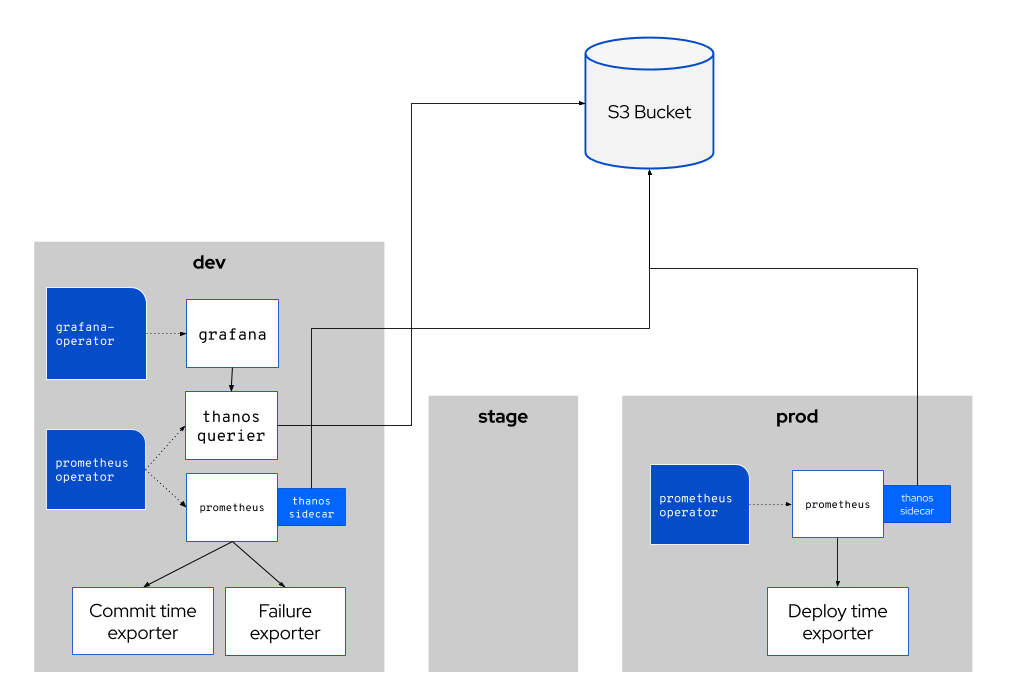 S3 Bucket
dev
grafana-
operator
grafana
thanos
querier
prometheus
operator
prometheus
thanos
sidecar
Commit time
exporter
Failure
exporter
stage
prod
prometheus
operator
prometheus
thanos
sidecar
Deploy time
exporter